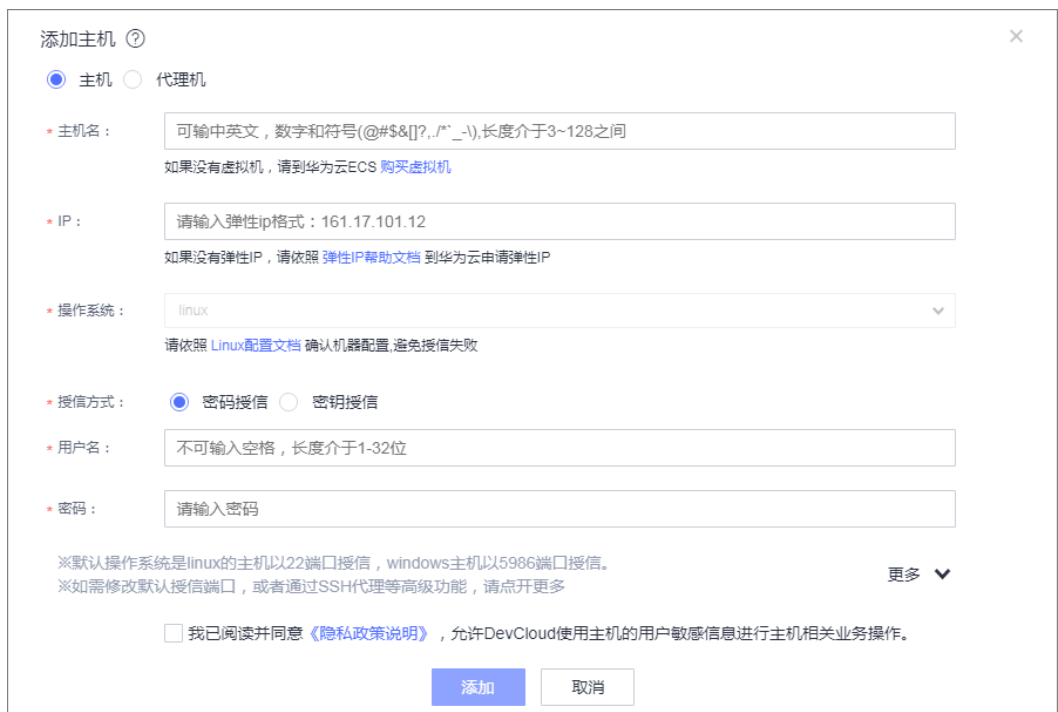 添加主机 ?
主机 代理机
* 主机名： 可输中英文，数字和符号(@#$&[]?,./*`_-\),长度介于3~128之间
如果没有虚拟机，请到华为云ECS 购买虚拟机
* IP： 请输入弹性ip格式：161.17.101.12
如果没有弹性IP，请依照 弹性IP帮助文档 到华为云申请弹性IP
* 操作系统： linux
请依照 Linux配置文档 确认机器配置,避免授信失败
* 授信方式： 密码授信 密钥授信
* 用户名： 不可输入空格，长度介于1-32位
* 密码： 请输入密码
※默认操作系统是linux的主机以22端口授信，windows主机以5986端口授信。
※如需修改默认授信端口，或者通过SSH代理等高级功能，请点开更多
更多
我已阅读并同意《隐私政策说明》，允许DevCloud使用主机的用户敏感信息进行主机相关业务操作。
添加 取消